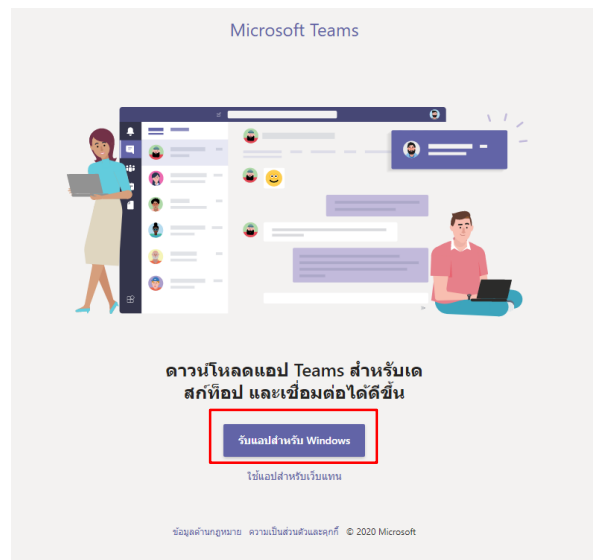 Microsoft Teams
ดาวน์โหลดแอป Teams สำหรับเด
สก์ท็อป และเชื่อมต่อได้ดีขึ้น
รับแอปสำหรับ Windows
ใช้แอปสำหรับเว็บแทน
ข้อมูลด้านกฎหมาย ความเป็นส่วนตัวและคุกกี้ © 2020 Microsoft